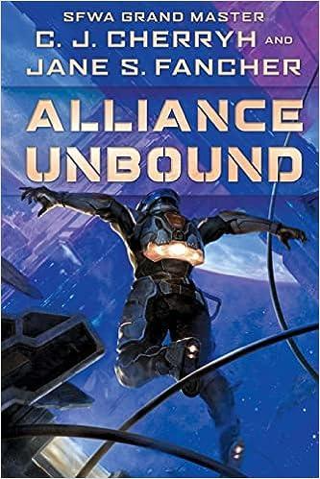 SFWA GRAND MASTER
C. J. CHERRYH AND
JANE S. FANCHER
ALLIANCE
UNBOUND